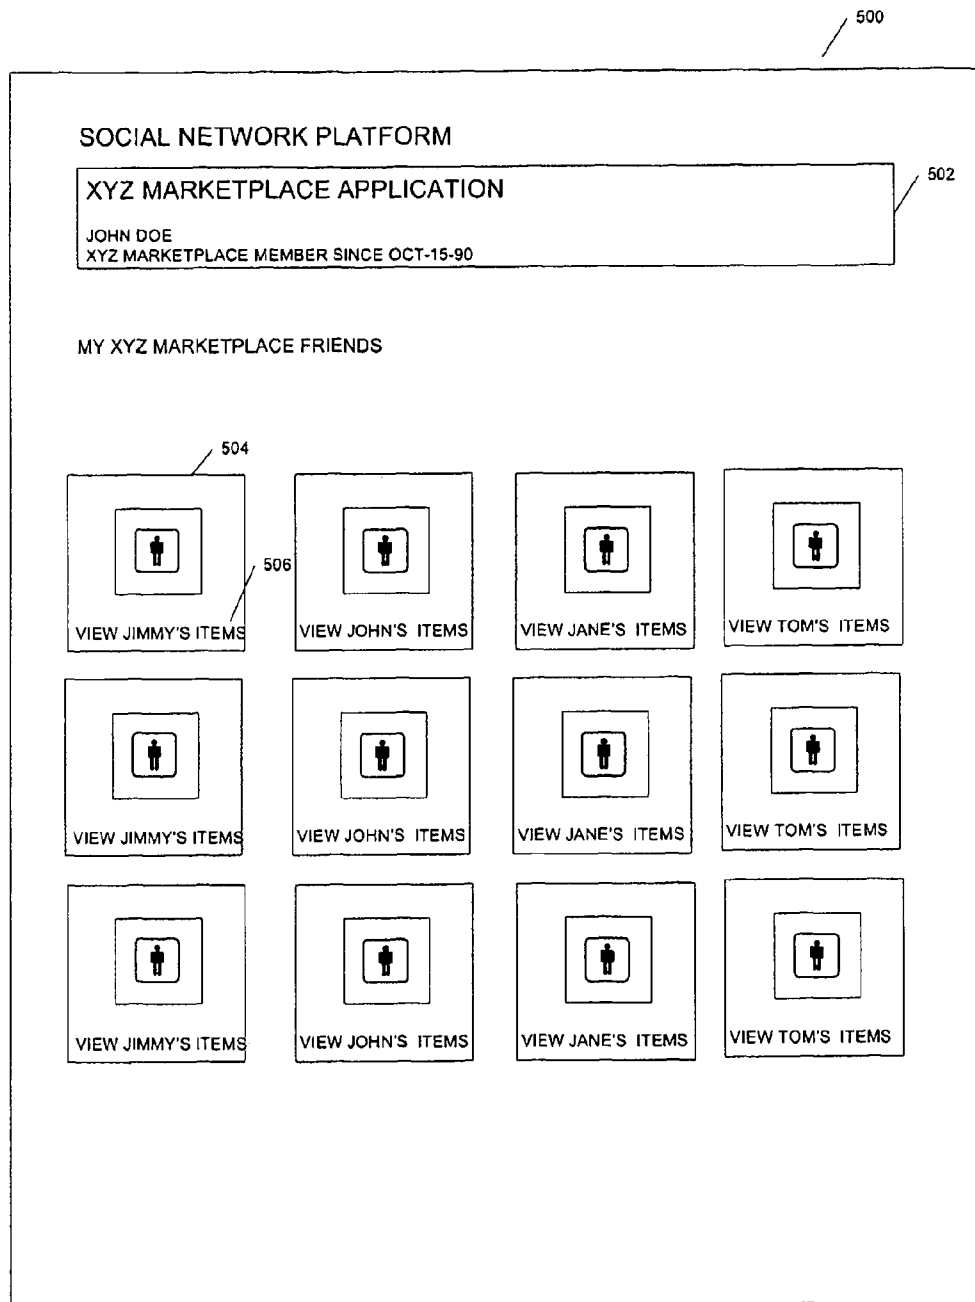 500
SOCIAL NETWORK PLATFORM
XYZ MARKETPLACE APPLICATION
502
JOHN DOE
XYZ MARKETPLACE MEMBER SINCE OCT-15-90
MY XYZ MARKETPLACE FRIENDS
504
506
VIEW JIMMY'S ITEMS
VIEW JOHN'S ITEMS
VIEW JANE'S ITEMS
VIEW TOM'S ITEMS
VIEW JIMMY'S ITEMS
VIEW JOHN'S ITEMS
VIEW JANE'S ITEMS
VIEW TOM'S ITEMS
VIEW JIMMY'S ITEMS
VIEW JOHN'S ITEMS
VIEW JANE'S ITEMS
VIEW TOM'S ITEMS